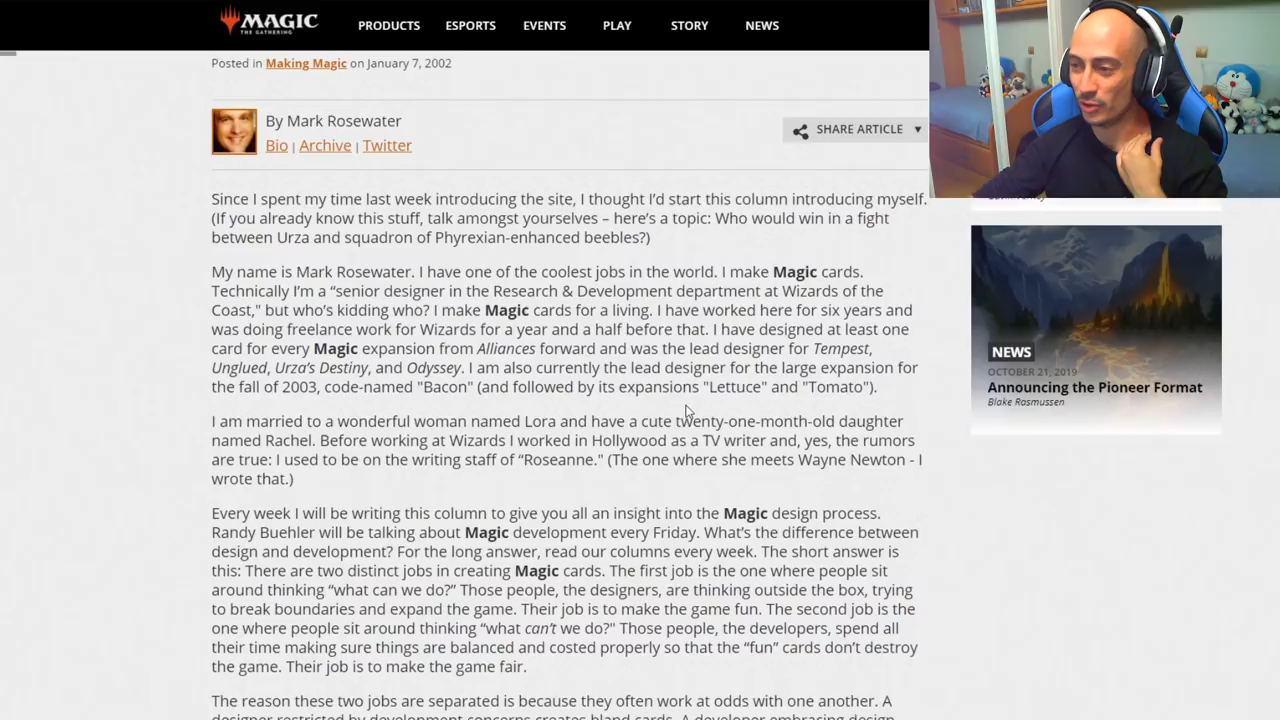 MAGIC
THE GATHERING
PRODUCTS ESPORTS EVENTS PLAY STORY NEWS
Posted in Making Magic on January 7, 2002
By Mark Rosewater
Bio | Archive | Twitter
SHARE ARTICLE
Since I spent my time last week introducing the site, I thought I'd start this column introducing myself.
(If you already know this stuff, talk amongst yourselves – here's a topic: Who would win in a fight
between Urza and squadron of Phyrexian-enhanced beebles?)
My name is Mark Rosewater. I have one of the coolest jobs in the world. I make Magic cards.
Technically I'm a “senior designer in the Research & Development department at Wizards of the
Coast," but who's kidding who? I make Magic cards for a living. I have worked here for six years and
was doing freelance work for Wizards for a year and a half before that. I have designed at least one
card for every Magic expansion from Alliances forward and was the lead designer for Tempest,
Unglued, Urza's Destiny, and Odyssey. I am also currently the lead designer for the large expansion for
the fall of 2003, code-named "Bacon" (and followed by its expansions "Lettuce" and "Tomato").
I am married to a wonderful woman named Lora and have a cute twenty-one-month-old daughter
named Rachel. Before working at Wizards I worked in Hollywood as a TV writer and, yes, the rumors
are true: I used to be on the writing staff of “Roseanne." (The one where she meets Wayne Newton - I
wrote that.)
Every week I will be writing this column to give you all an insight into the Magic design process.
Randy Buehler will be talking about Magic development every Friday. What's the difference between
design and development? For the long answer, read our columns every week. The short answer is
this: There are two distinct jobs in creating Magic cards. The first job is the one where people sit
around thinking “what can we do?” Those people, the designers, are thinking outside the box, trying
to break boundaries and expand the game. Their job is to make the game fun. The second job is the
one where people sit around thinking “what can't we do?" Those people, the developers, spend all
their time making sure things are balanced and costed properly so that the “fun” cards don't destroy
the game. Their job is to make the game fair.
The reason these two jobs are separated is because they often work at odds with one another. A
designer restricted by development concerns creates bland cards. A developer embracing design
NEWS
OCTOBER 21, 2019
Announcing the Pioneer Format
Blake Rasmussen